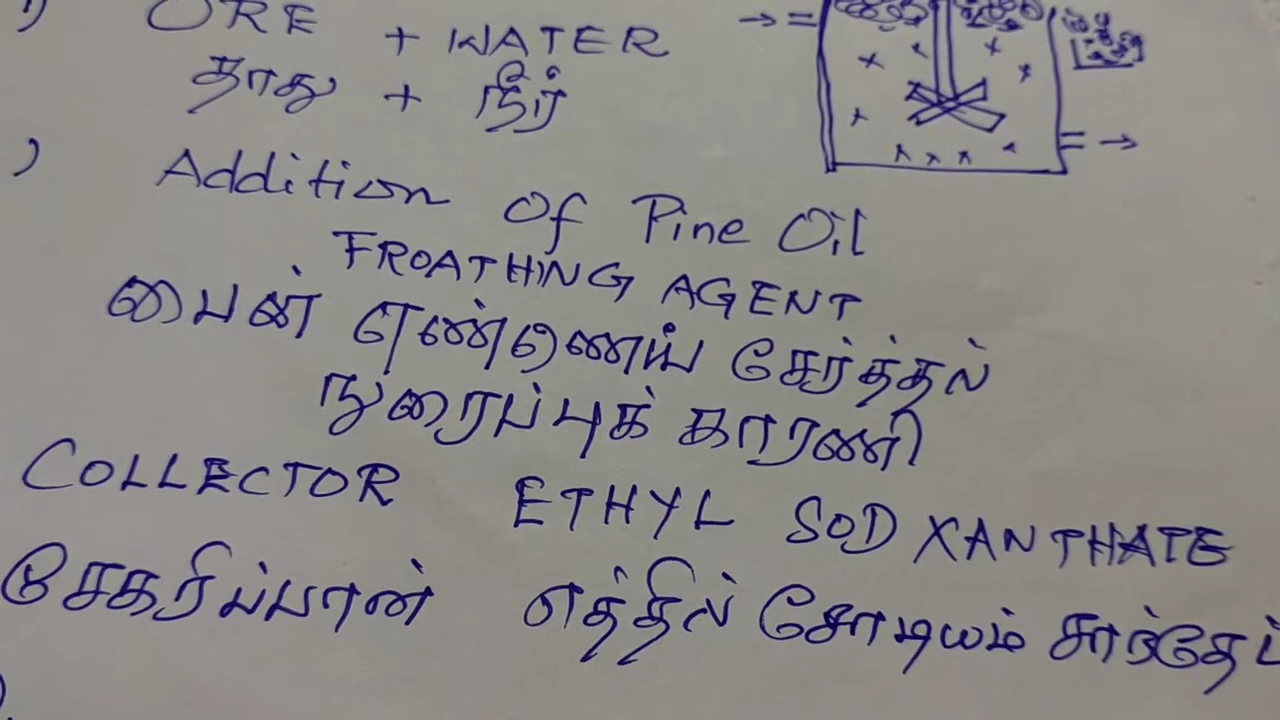 ORE + WATER
தாது + நீர்
Addition Of Pine Oil
FROATHING AGENT
பைன் எண்ணெய் சேர்த்தல்
நுரைப்புக் காரணி
COLLECTOR ETHYL SOD XANTHATE
சேகரிப்பான் எத்தில் சோடியம்